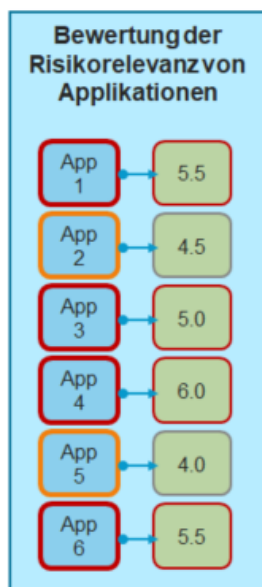 Bewertung der
Risikorelevanz von
Applikationen
App
1
5.5
App
2
4.5
App
3
5.0
App
4
6.0
App
5
4.0
App
6
5.5